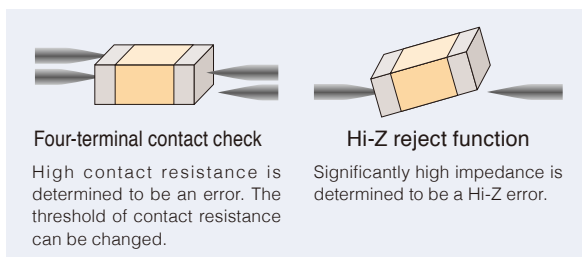 Four-terminal contact check
High contact resistance is
determined to be an error. The
threshold of contact resistance
can be changed.
Hi-Z reject function
Significantly high impedance is
determined to be a Hi-Z error.